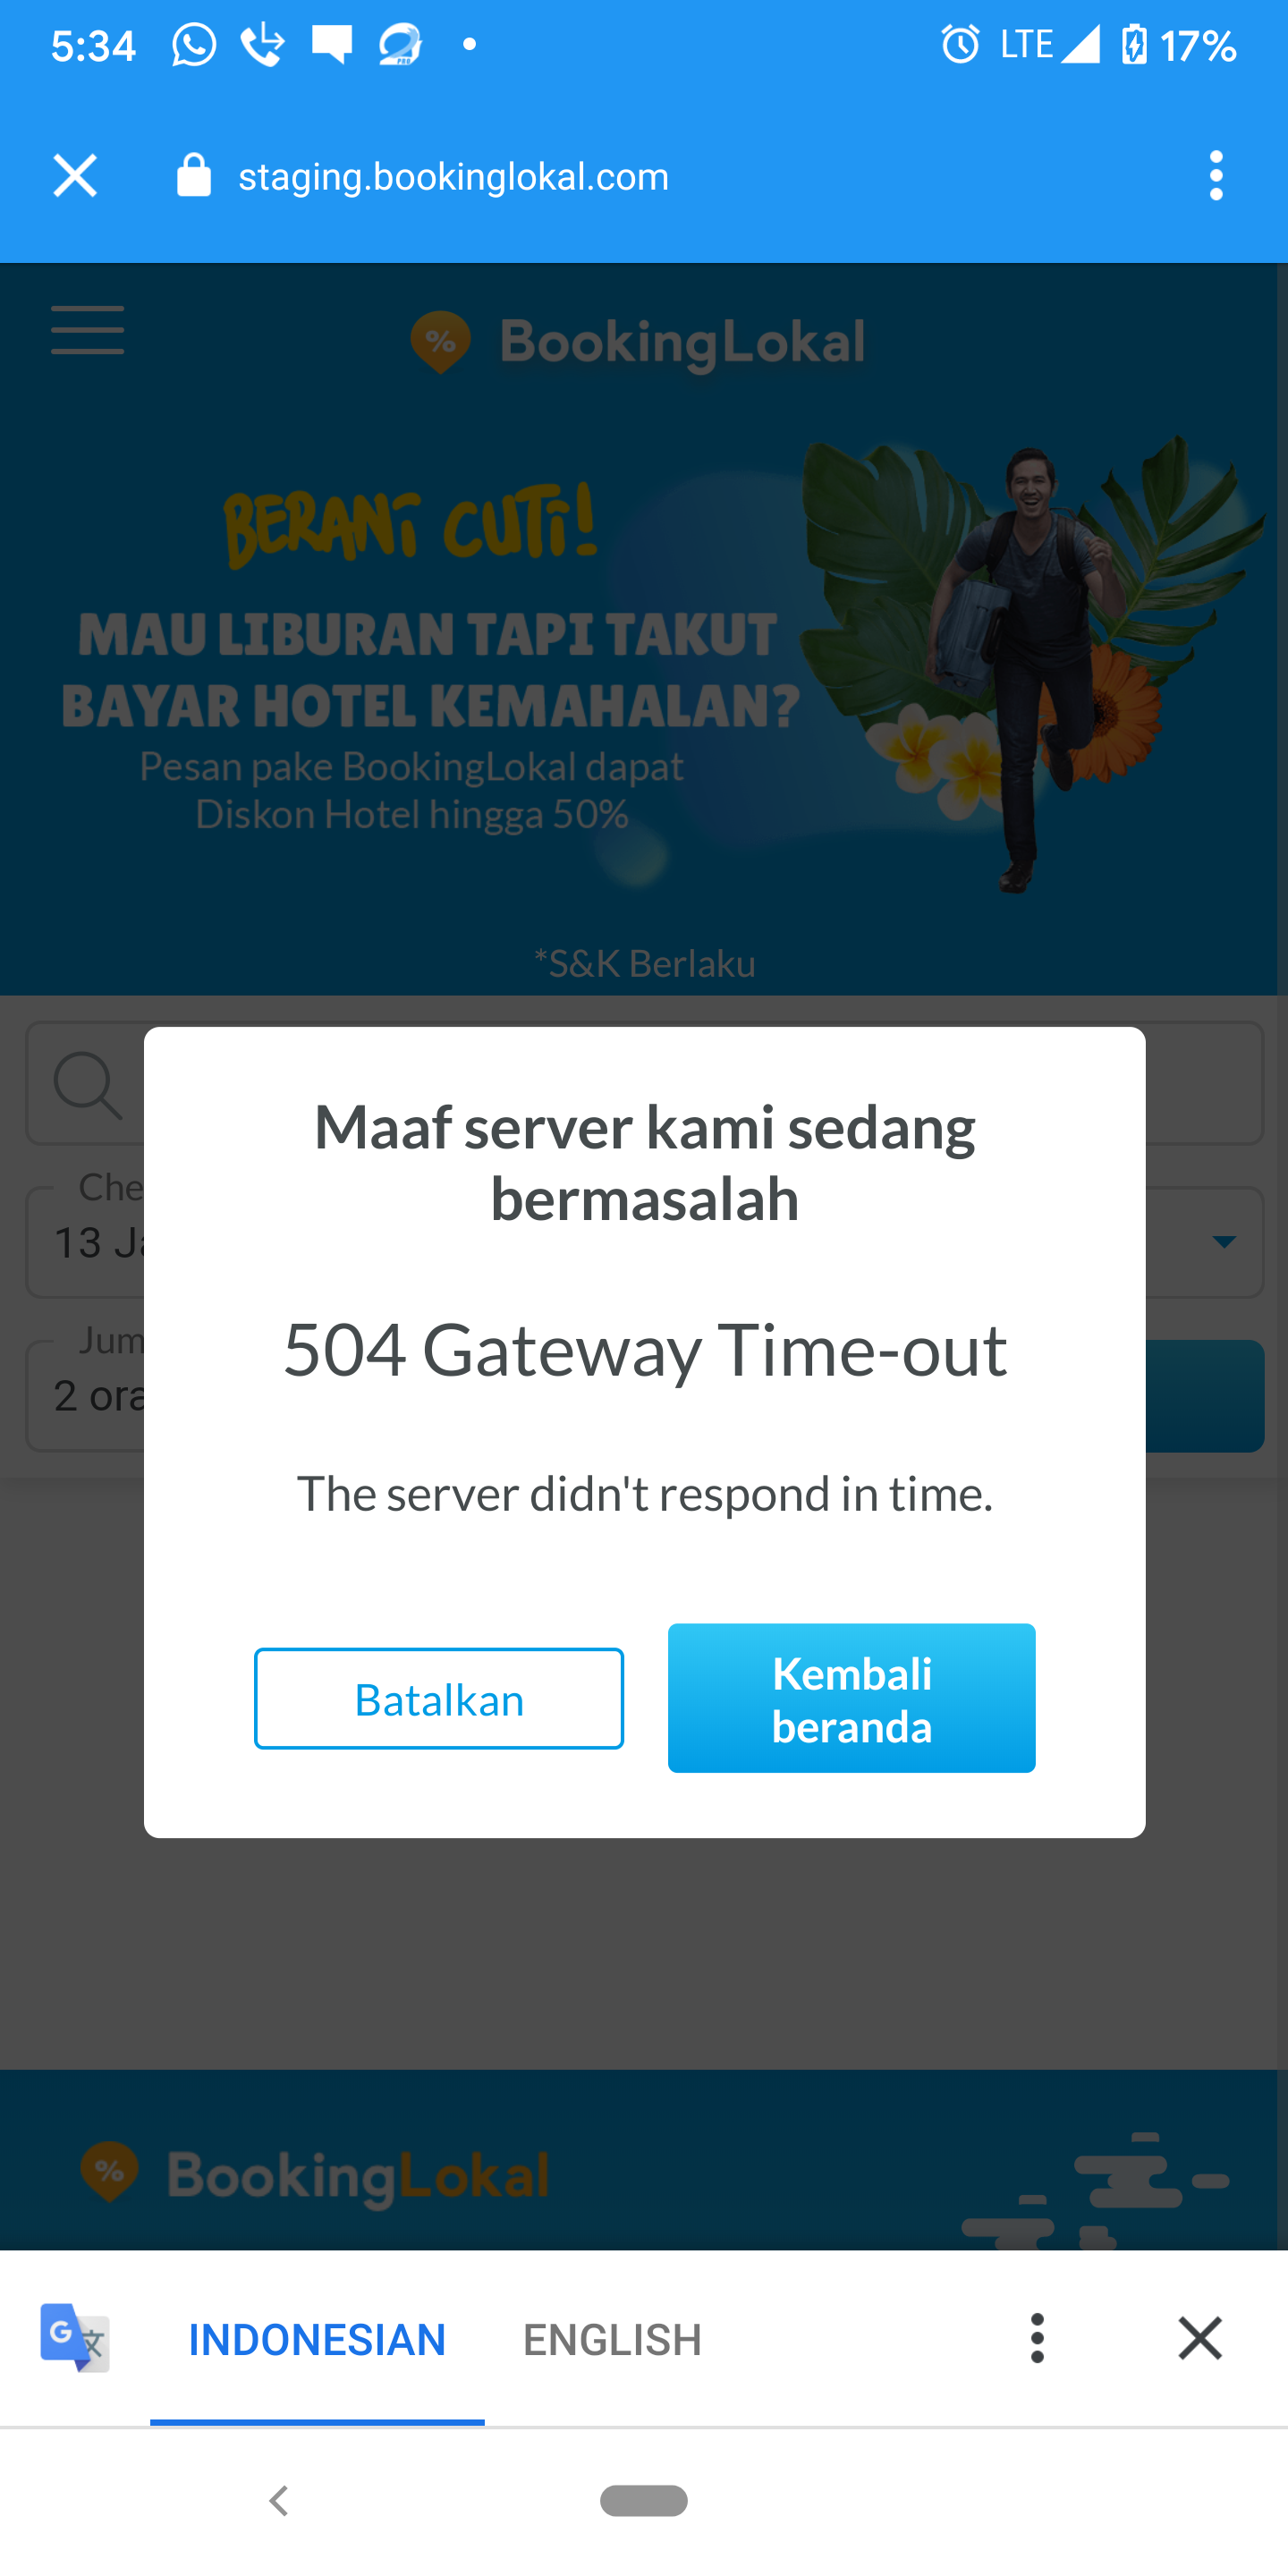 5:34
LTE 17%
staging.bookinglokal.com
% BookingLokal
BERANI CUTI!
MAU LIBURAN TAPI TAKUT
BAYAR HOTEL KEMAHALAN?
Pesan pake BookingLokal dapat
Diskon Hotel hingga 50%
*S&K Berlaku
Che
13 Ja
Jum
2 ora
Maaf server kami sedang
bermasalah
504 Gateway Time-out
The server didn't respond in time.
Batalkan
Kembali
beranda
% BookingLokal
G 文 INDONESIAN ENGLISH